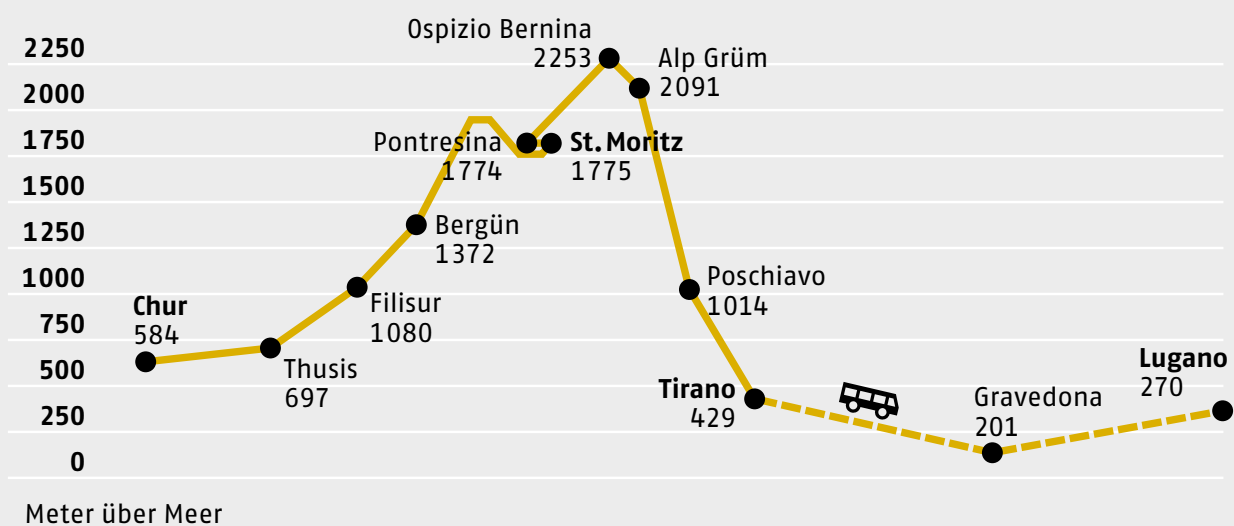 2250
2000
1750
1500
1250
1000
750
500
250
0
Meter über Meer
Chur
584
Thusis
697
Filisur
1080
Bergün
1372
Pontresina
1774
St. Moritz
1775
Ospizio Bernina
2253
Alp Grüm
2091
Poschiavo
1014
Tirano
429
Gravedona
201
Lugano
270